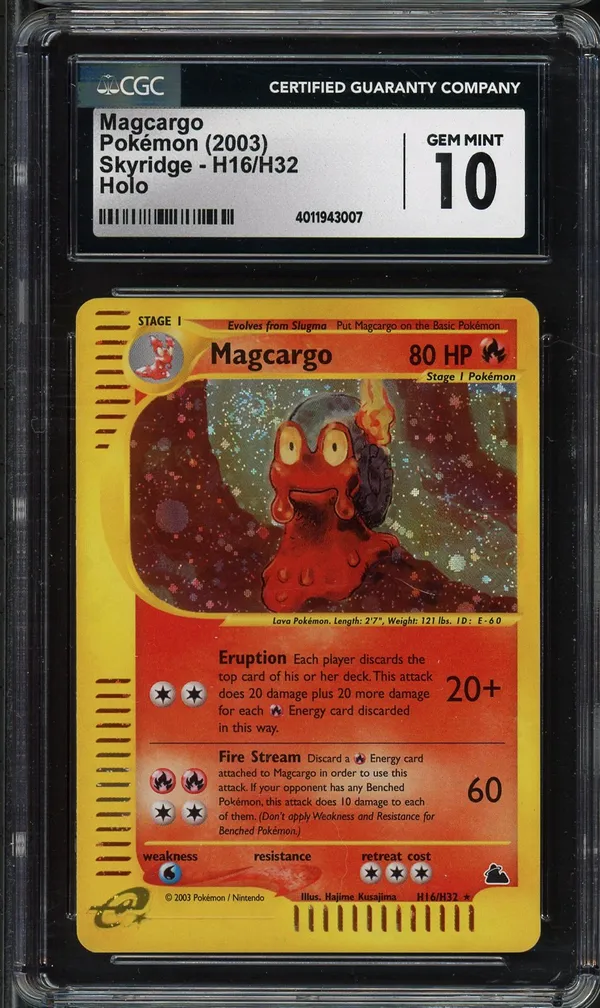 CGC
CERTIFIED GUARANTY COMPANY
Magcargo
Pokémon (2003)
Skyridge - H16/H32
Holo
GEM MINT
10
4011943007
STAGE 1
Evolves from Slugma Put Magcargo on the Basic Pokémon
Magcargo 80 HP
Stage 1 Pokémon
Lava Pokémon. Length: 2'7", Weight: 121 lbs. ID: E-60
Eruption Each player discards the
top card of his or her deck. This attack
does 20 damage plus 20 more damage
for each Energy card discarded
in this way.
20+
Fire Stream Discard a Energy card
attached to Magcargo in order to use this
attack. If your opponent has any Benched
Pokémon, this attack does 10 damage to each
of them. (Don't apply Weakness and Resistance for
Benched Pokémon.)
60
weakness resistance retreat cost
e
© 2003 Pokémon / Nintendo Illus. Hajime Kusajima H16/H32 ★